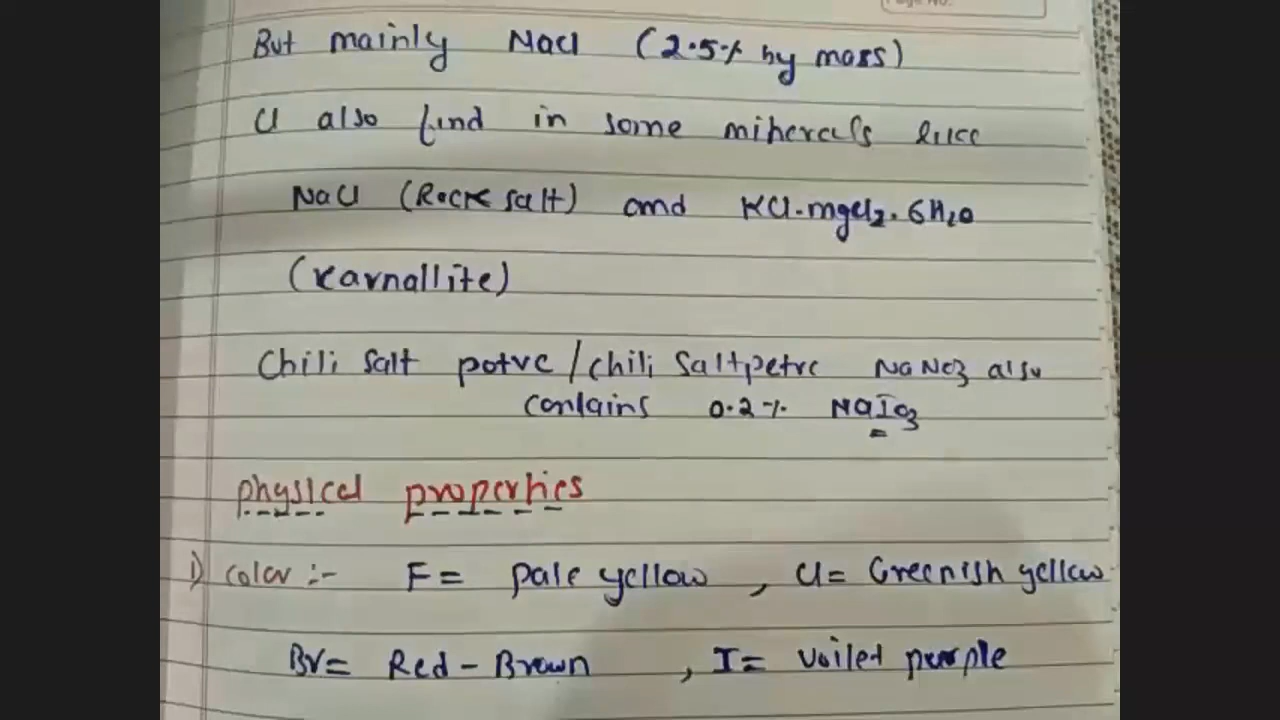 Page No.
But mainly NaCl (2.5% by mass)
Cl also find in some minerals like
NaCl (Rock salt) and KCl.mgCl₂.6H₂O
(Karnallite)
Chili salt potre /chili saltpetre NaNO3 also
contains 0.2% NaIO3
physical properties
1) color :- F = pale yellow , Cl = Greenish yellow
Br = Red - Brown , I = Voilet purple